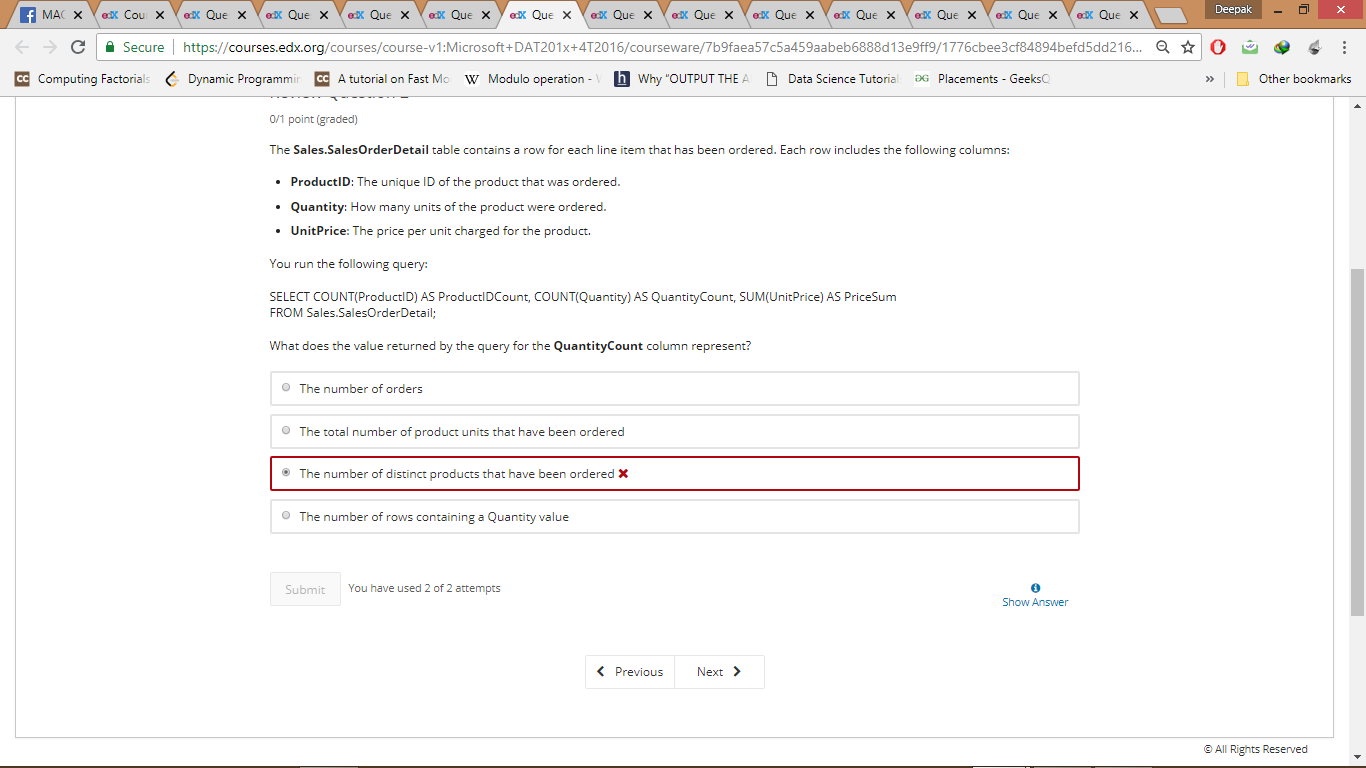 MAC
Cou
Que
Que
Que
Que
Que
Que
Que
Que
Que
Que
Que
Que
Deepak
Secure
https://courses.edx.org/courses/course-v1:Microsoft+DAT201x+4T2016/courseware/7b9faea57c5a459aabeb6888d13e9ff9/1776cbee3cf84894befd5dd216...
Computing Factorials
Dynamic Programmin
A tutorial on Fast Mo
Modulo operation -
Why "OUTPUT THE A
Data Science Tutorial
Placements - GeeksG
»
Other bookmarks
Review Question 2
0/1 point (graded)
The Sales.SalesOrderDetail table contains a row for each line item that has been ordered. Each row includes the following columns:
• ProductID: The unique ID of the product that was ordered.
• Quantity: How many units of the product were ordered.
• UnitPrice: The price per unit charged for the product.
You run the following query:
SELECT COUNT(ProductID) AS ProductIDCount, COUNT(Quantity) AS QuantityCount, SUM(UnitPrice) AS PriceSum
FROM Sales.SalesOrderDetail;
What does the value returned by the query for the QuantityCount column represent?
The number of orders
The total number of product units that have been ordered
The number of distinct products that have been ordered
The number of rows containing a Quantity value
Submit
You have used 2 of 2 attempts
Show Answer
Previous
Next
© All Rights Reserved